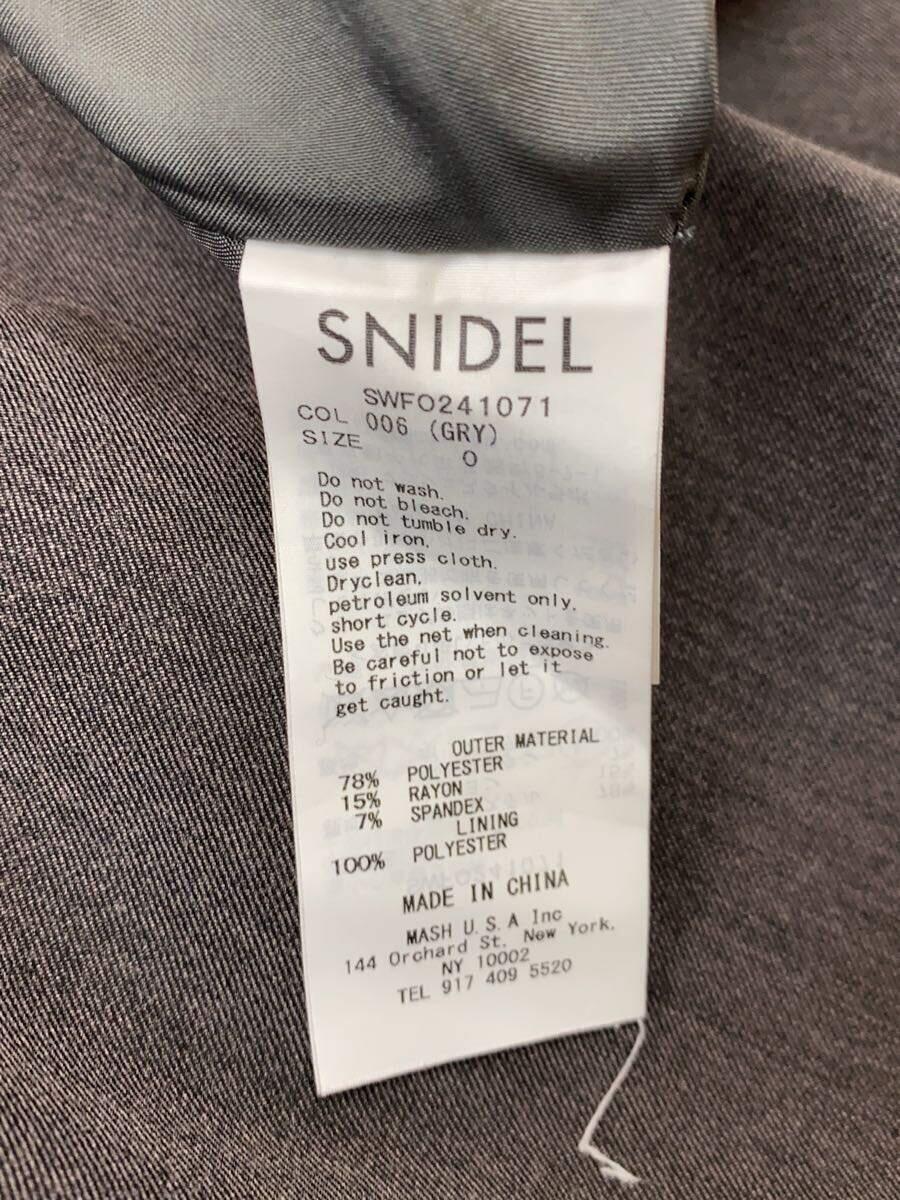 SNIDEL
SWFO241071
COL 006 (GRY)
SIZE 0
Do not wash.
Do not bleach.
Do not tumble dry.
Cool iron,
use press cloth.
Dryclean,
petroleum solvent only,
short cycle.
Use the net when cleaning.
Be careful not to expose
to friction or let it
get caught.
OUTER MATERIAL
78% POLYESTER
15% RAYON
7% SPANDEX
LINING
100% POLYESTER
MADE IN CHINA
MASH U.S.A Inc
144 Orchard St. New York,
NY 10002
TEL 917 409 5520